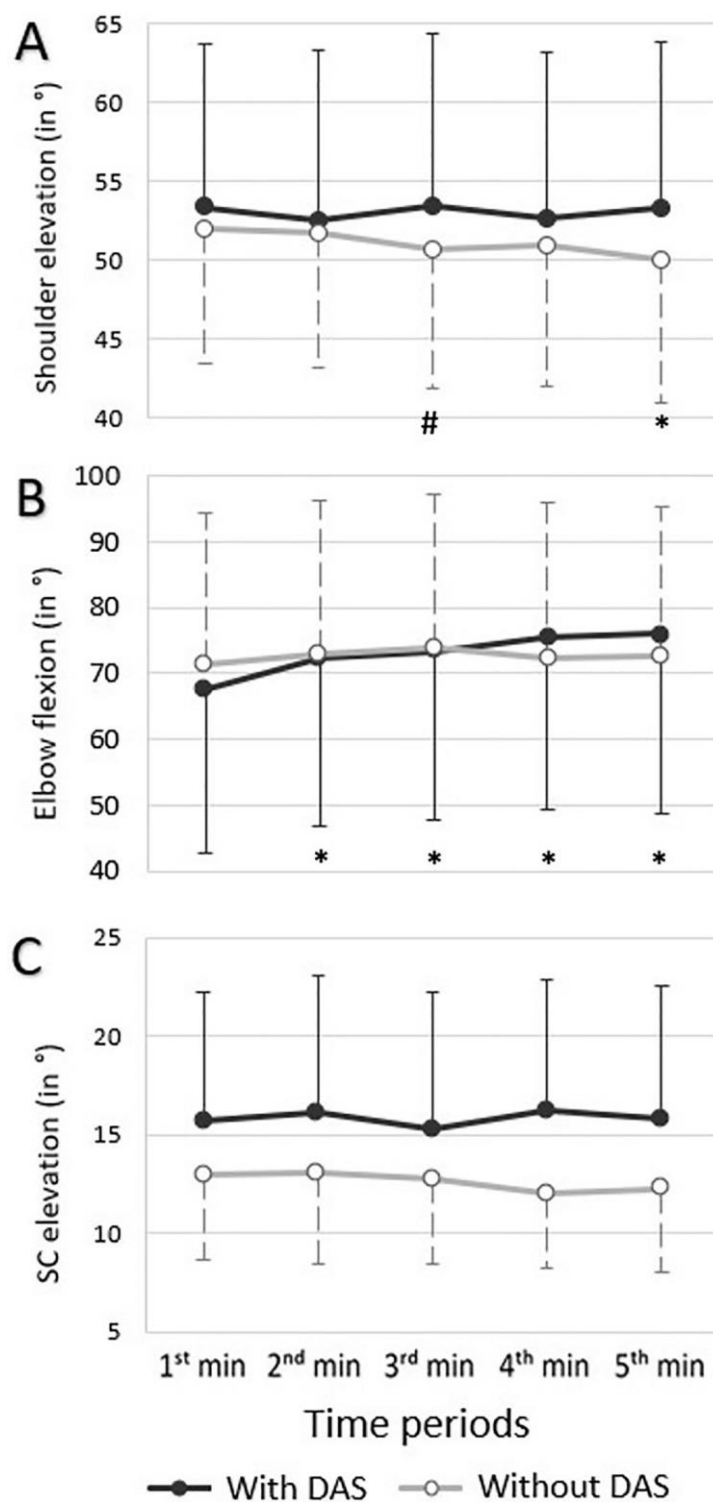 A
Shoulder elevation (in °)
65
60
55
50
45
40
# *
B
Elbow flexion (in °)
100
90
80
70
60
50
40
* * * *
C
SC elevation (in °)
25
20
15
10
5
1st min 2nd min 3rd min 4th min 5th min
Time periods
With DAS Without DAS